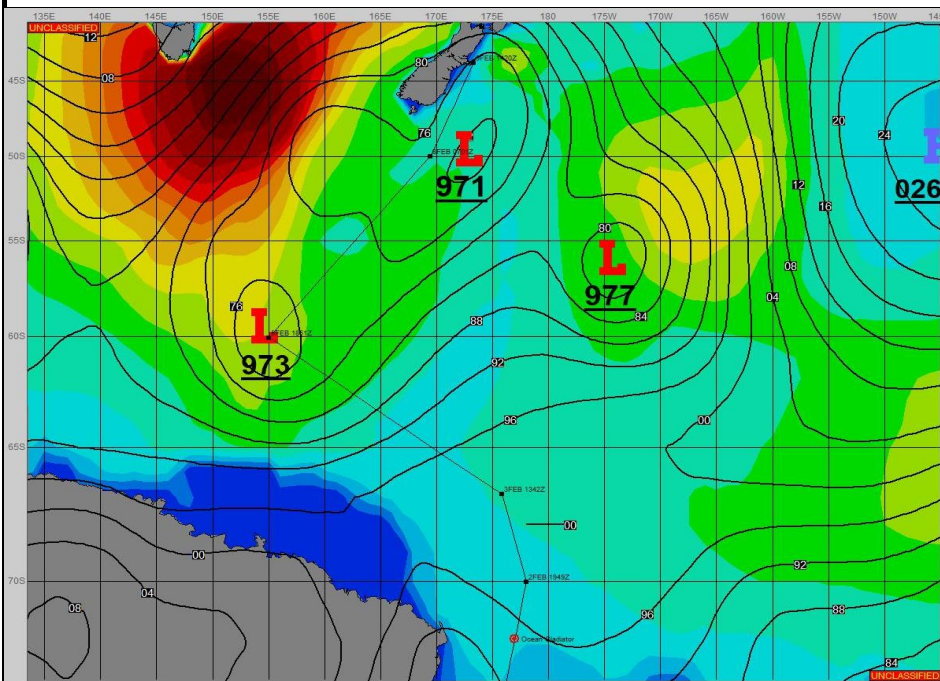 135E 140E 145E 150E 155E 160E 165E 170E 175E 180 175W 170W 165W 160W 155W 150W
UNCLASSIFIED
12
08
80
45S
20
76
24
50S
L
971
12
026
16
55S
80
L
977
08
04
76
84
88
60S
L
973
92
96
00
65S
3FEB 1342Z
00
00
92
70S
2FEB 1949Z
04
08
96
88
Ocean Gladiator
84
UNCLASSIFIED